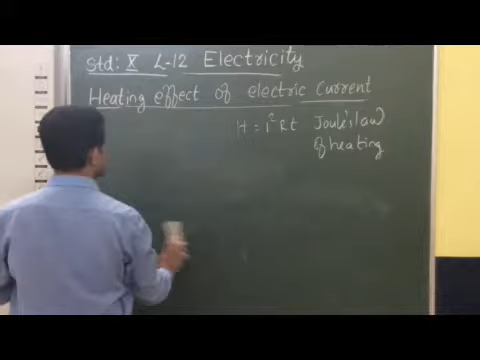 Std: X L-12 Electricity
Heating effect of electric Current
H = i²Rt Joule's law
of heating